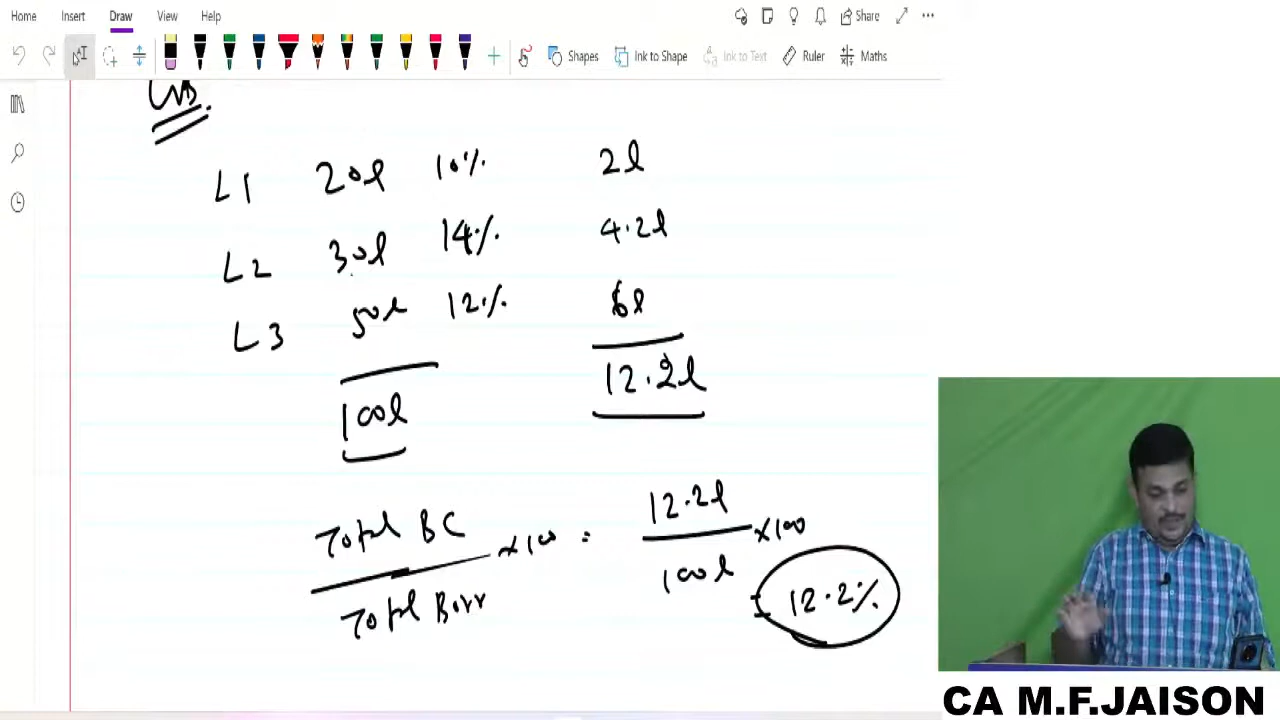 Home Insert Draw View Help Share
Shapes Ink to Shape Ink to Text Ruler Maths
L1 20l 10% 2l
L2 30l 14% 4.2l
L3 50l 12% 6l
100l 12.2l
Total BC x100 = 12.2l x100
Total Borr 100l
= 12.2%
CA M.F.JAISON